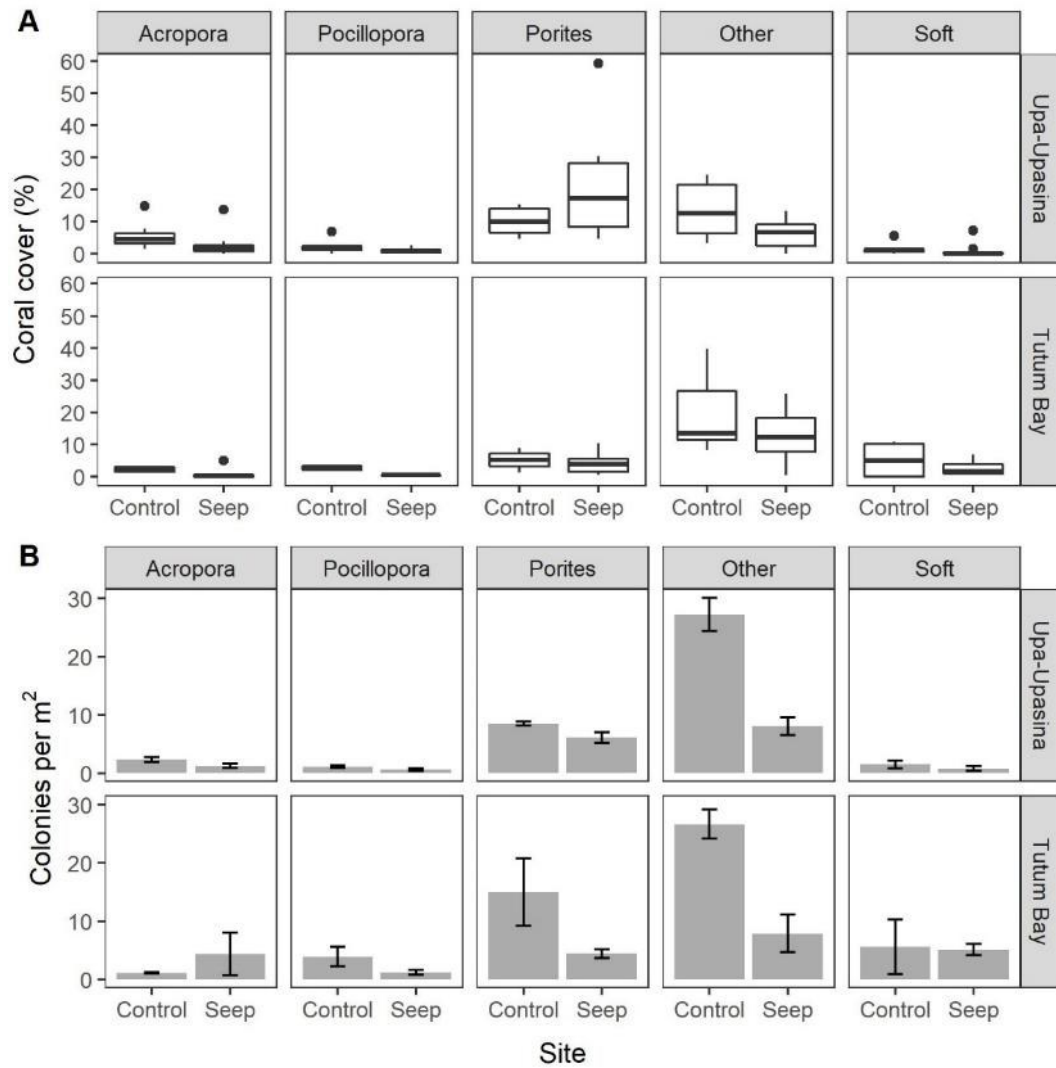 A
Acropora Pocillopora Porites Other Soft
60
50
40
30
20
10
0
Upa-Upasina
60
50
40
30
20
10
0
Tutum Bay
Coral cover (%)
Control Seep Control Seep Control Seep Control Seep Control Seep
B
Acropora Pocillopora Porites Other Soft
30
20
10
0
Upa-Upasina
30
20
10
0
Tutum Bay
Colonies per m²
Control Seep Control Seep Control Seep Control Seep Control Seep
Site